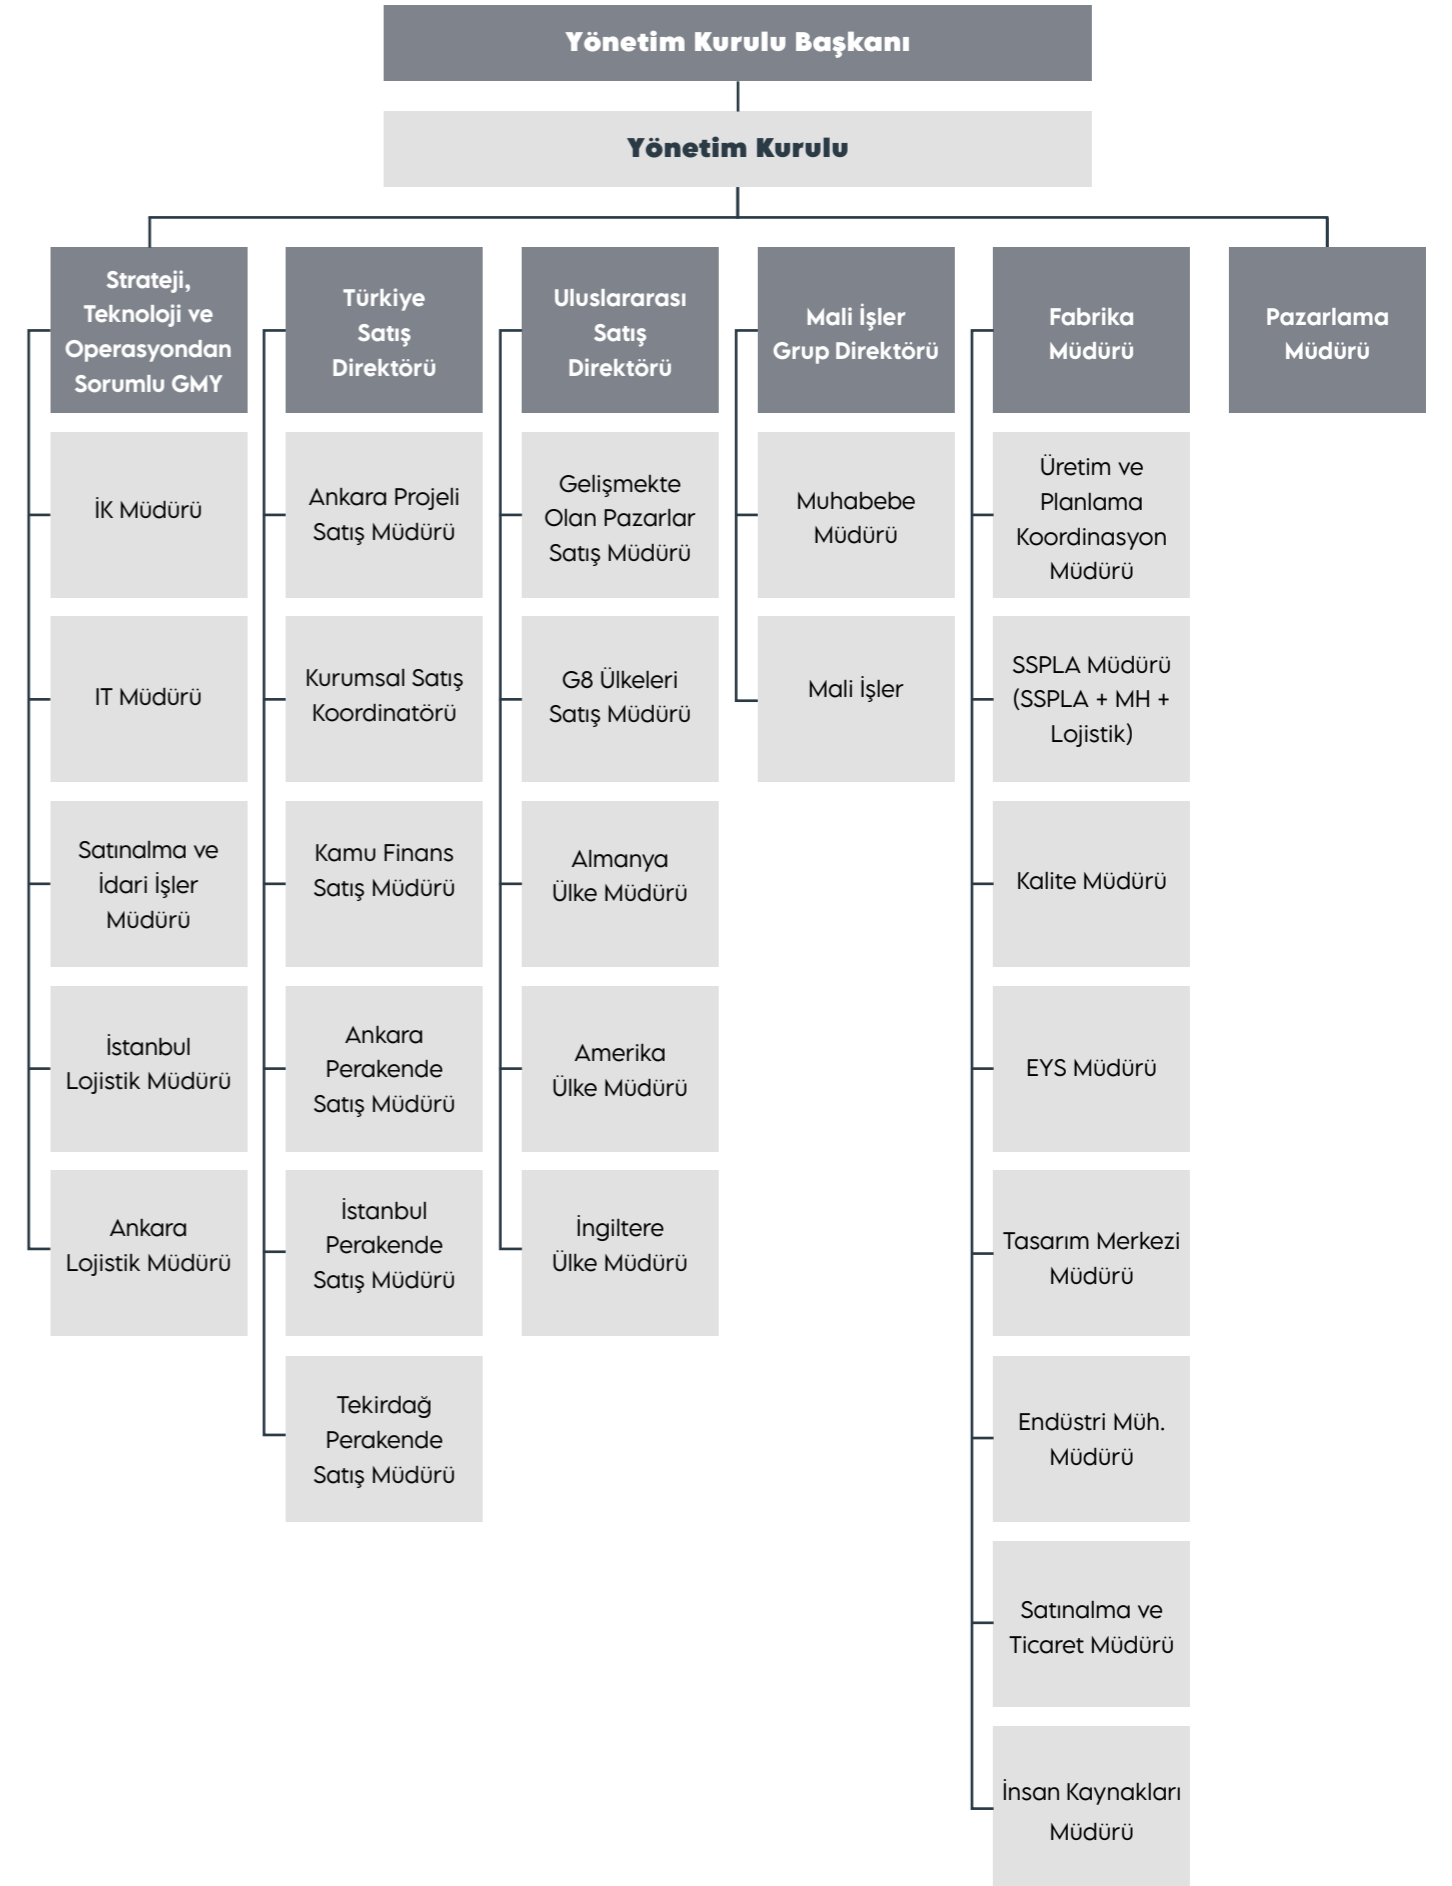 Yönetim Kurulu Başkanı
Yönetim Kurulu
Strateji,
Teknoloji ve
Operasyondan
Sorumlu GMY
İK Müdürü
IT Müdürü
Satınalma ve
İdari İşler
Müdürü
İstanbul
Lojistik Müdürü
Ankara
Lojistik Müdürü
Türkiye
Satış
Direktörü
Ankara Projeli
Satış Müdürü
Kurumsal Satış
Koordinatörü
Kamu Finans
Satış Müdürü
Ankara
Perakende
Satış Müdürü
İstanbul
Perakende
Satış Müdürü
Tekirdağ
Perakende
Satış Müdürü
Uluslararası
Satış
Direktörü
Gelişmekte
Olan Pazarlar
Satış Müdürü
G8 Ülkeleri
Satış Müdürü
Almanya
Ülke Müdürü
Amerika
Ülke Müdürü
İngiltere
Ülke Müdürü
Mali İşler
Grup Direktörü
Muhabebe
Müdürü
Mali İşler
Fabrika
Müdürü
Üretim ve
Planlama
Koordinasyon
Müdürü
SSPLA Müdürü
(SSPLA + MH +
Lojistik)
Kalite Müdürü
EYS Müdürü
Tasarım Merkezi
Müdürü
Endüstri Müh.
Müdürü
Satınalma ve
Ticaret Müdürü
İnsan Kaynakları
Müdürü
Pazarlama
Müdürü